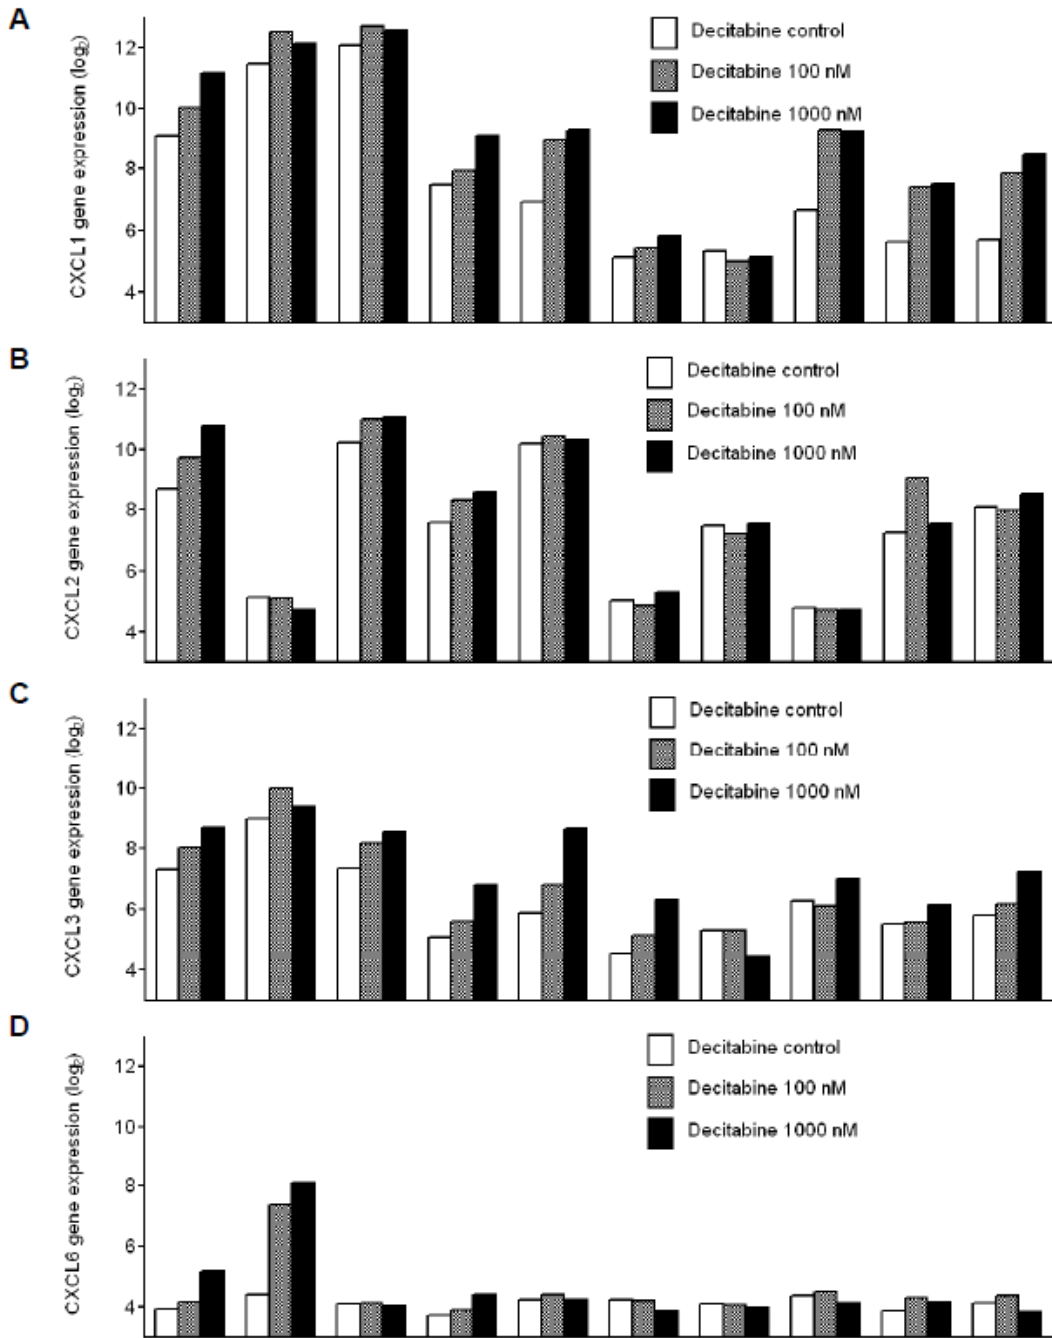 A
CXCL1 gene expression (log2)
12
10
8
6
4
Decitabine control
Decitabine 100 nM
Decitabine 1000 nM
B
CXCL2 gene expression (log2)
12
10
8
6
4
Decitabine control
Decitabine 100 nM
Decitabine 1000 nM
C
CXCL3 gene expression (log2)
12
10
8
6
4
Decitabine control
Decitabine 100 nM
Decitabine 1000 nM
D
CXCL6 gene expression (log2)
12
10
8
6
4
Decitabine control
Decitabine 100 nM
Decitabine 1000 nM